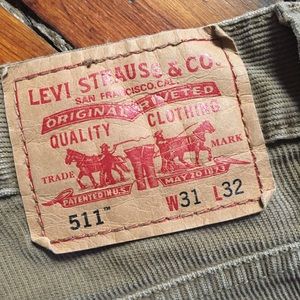 LEVI STRAUSS & CO.
SAN FRANCISCO, CAL.
ORIGINAL RIVETED
QUALITY CLOTHING
TRADE MARK
PATENTED IN U.S. MAY 20 1873
511™ W31 L32